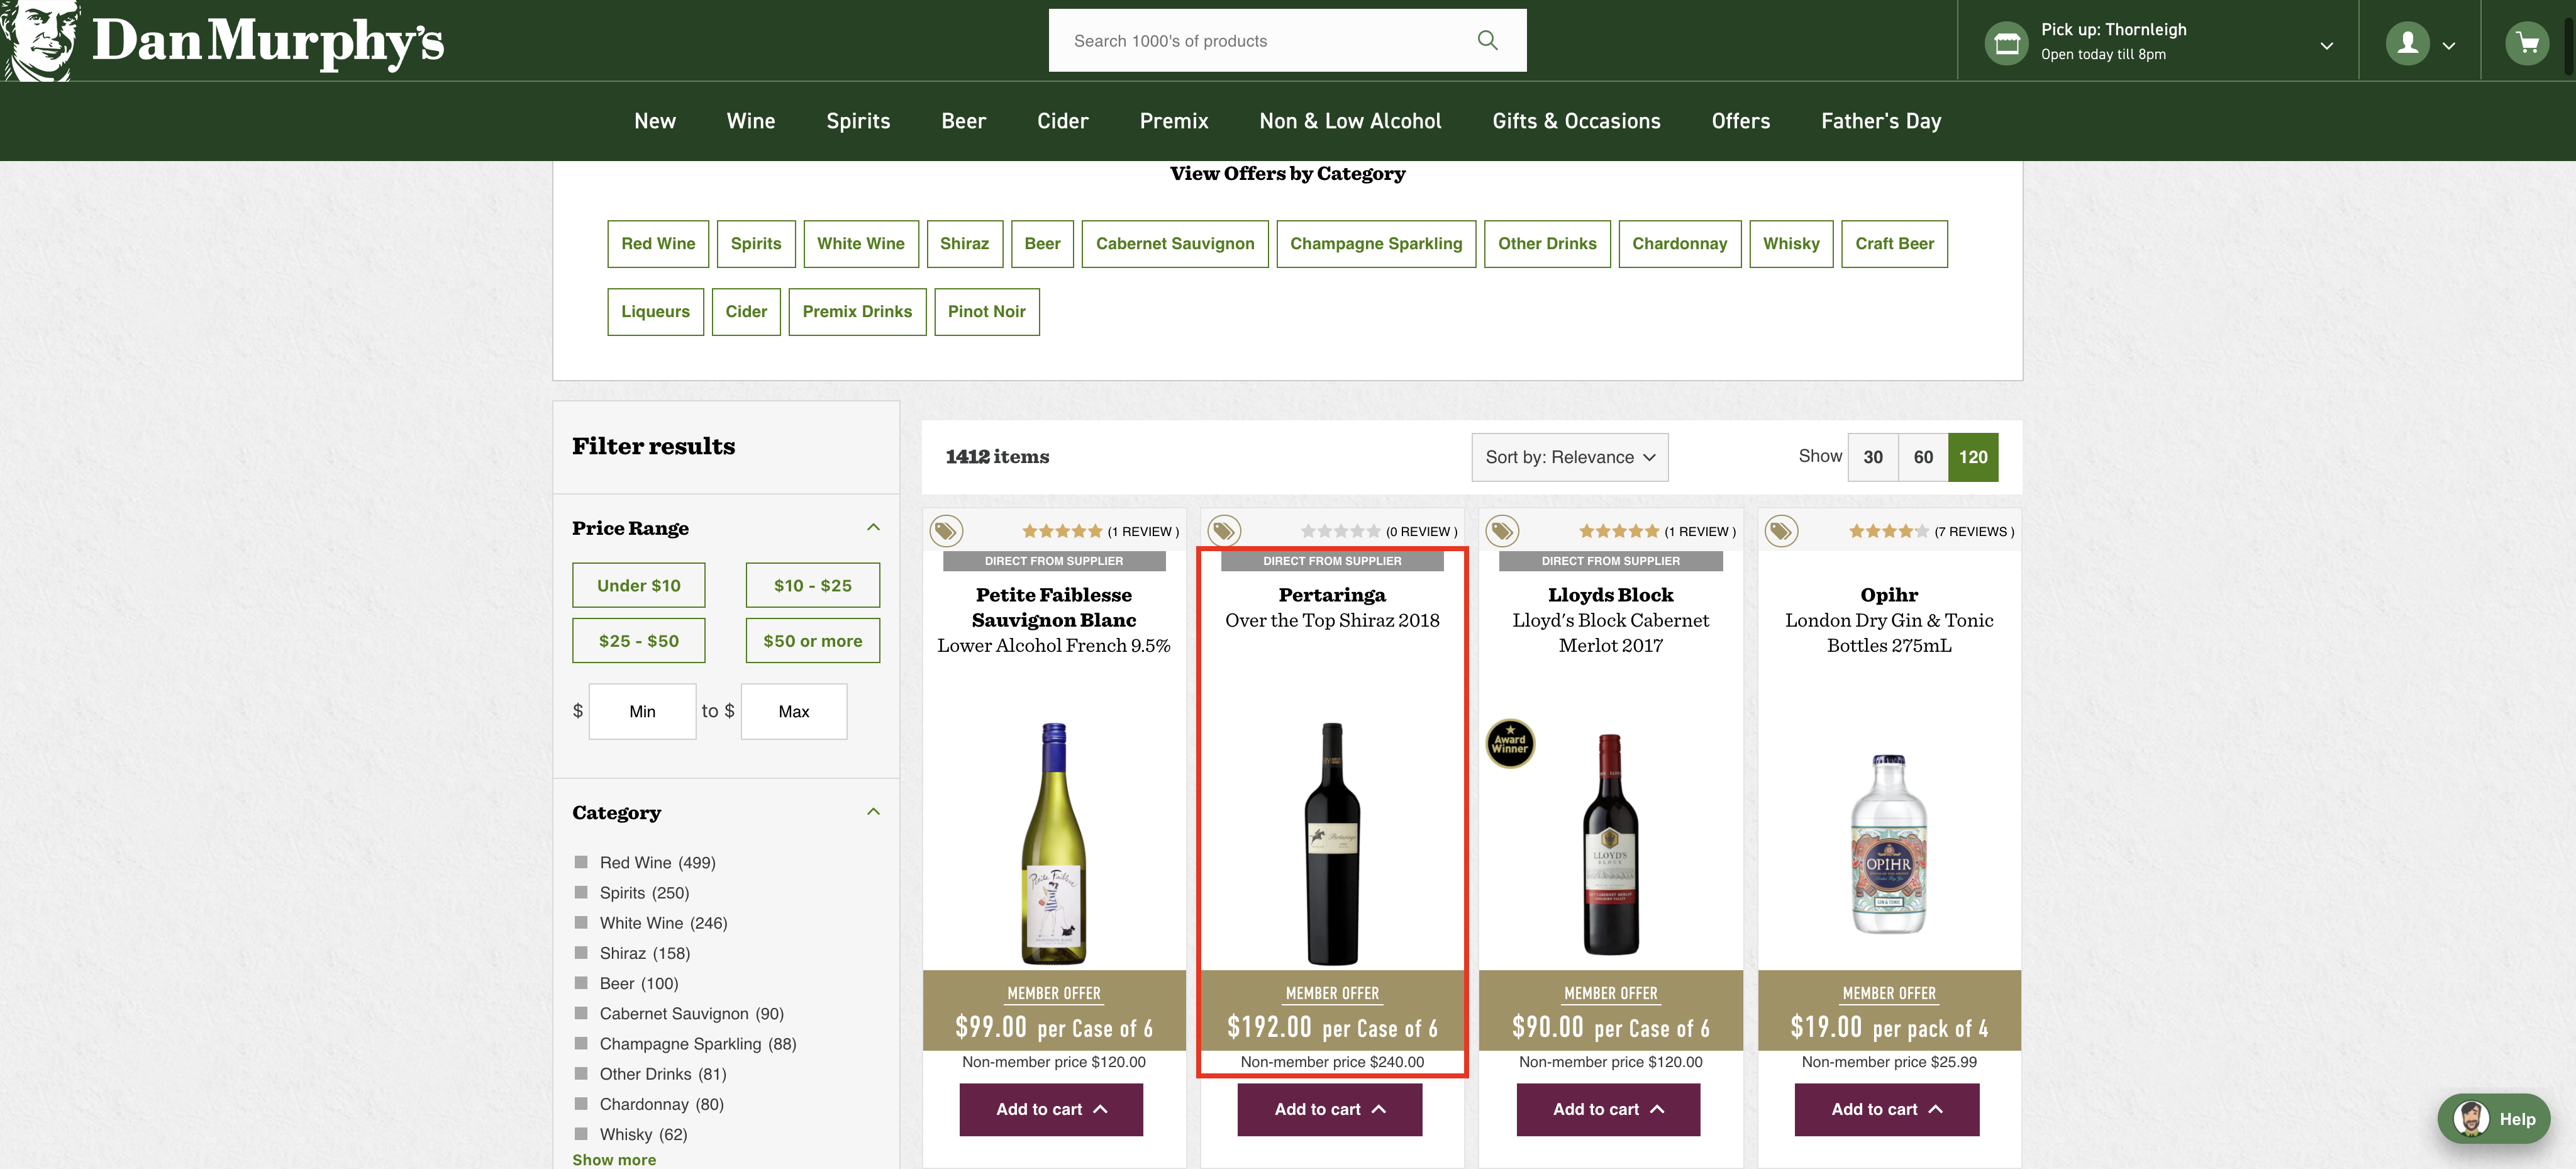 Dan Murphy's
Search 1000's of products
Pick up: Thornleigh
Open today till 8pm
New Wine Spirits Beer Cider Premix Non & Low Alcohol Gifts & Occasions Offers Father's Day
View Offers by Category
Red Wine Spirits White Wine Shiraz Beer Cabernet Sauvignon Champagne Sparkling Other Drinks Chardonnay Whisky Craft Beer
Liqueurs Cider Premix Drinks Pinot Noir
Filter results
Price Range
Under $10 $10 - $25
$25 - $50 $50 or more
$ Min to $ Max
Category
Red Wine (499)
Spirits (250)
White Wine (246)
Shiraz (158)
Beer (100)
Cabernet Sauvignon (90)
Champagne Sparkling (88)
Other Drinks (81)
Chardonnay (80)
Whisky (62)
Show more
1412 items
Sort by: Relevance
Show 30 60 120
(1 REVIEW )
DIRECT FROM SUPPLIER
Petite Faiblesse
Sauvignon Blanc
Lower Alcohol French 9.5%
Petite Faiblesse
MEMBER OFFER
$99.00 per Case of 6
Non-member price $120.00
Add to cart
(0 REVIEW )
DIRECT FROM SUPPLIER
Pertaringa
Over the Top Shiraz 2018
Pertaringa
MEMBER OFFER
$192.00 per Case of 6
Non-member price $240.00
Add to cart
(1 REVIEW )
DIRECT FROM SUPPLIER
Lloyds Block
Lloyd's Block Cabernet
Merlot 2017
Award
Winner
LLOYD'S
BLOCK
MEMBER OFFER
$90.00 per Case of 6
Non-member price $120.00
Add to cart
(7 REVIEWS )
Opihr
London Dry Gin & Tonic
Bottles 275mL
OPIHR
GIN & TONIC
MEMBER OFFER
$19.00 per pack of 4
Non-member price $25.99
Add to cart
Help